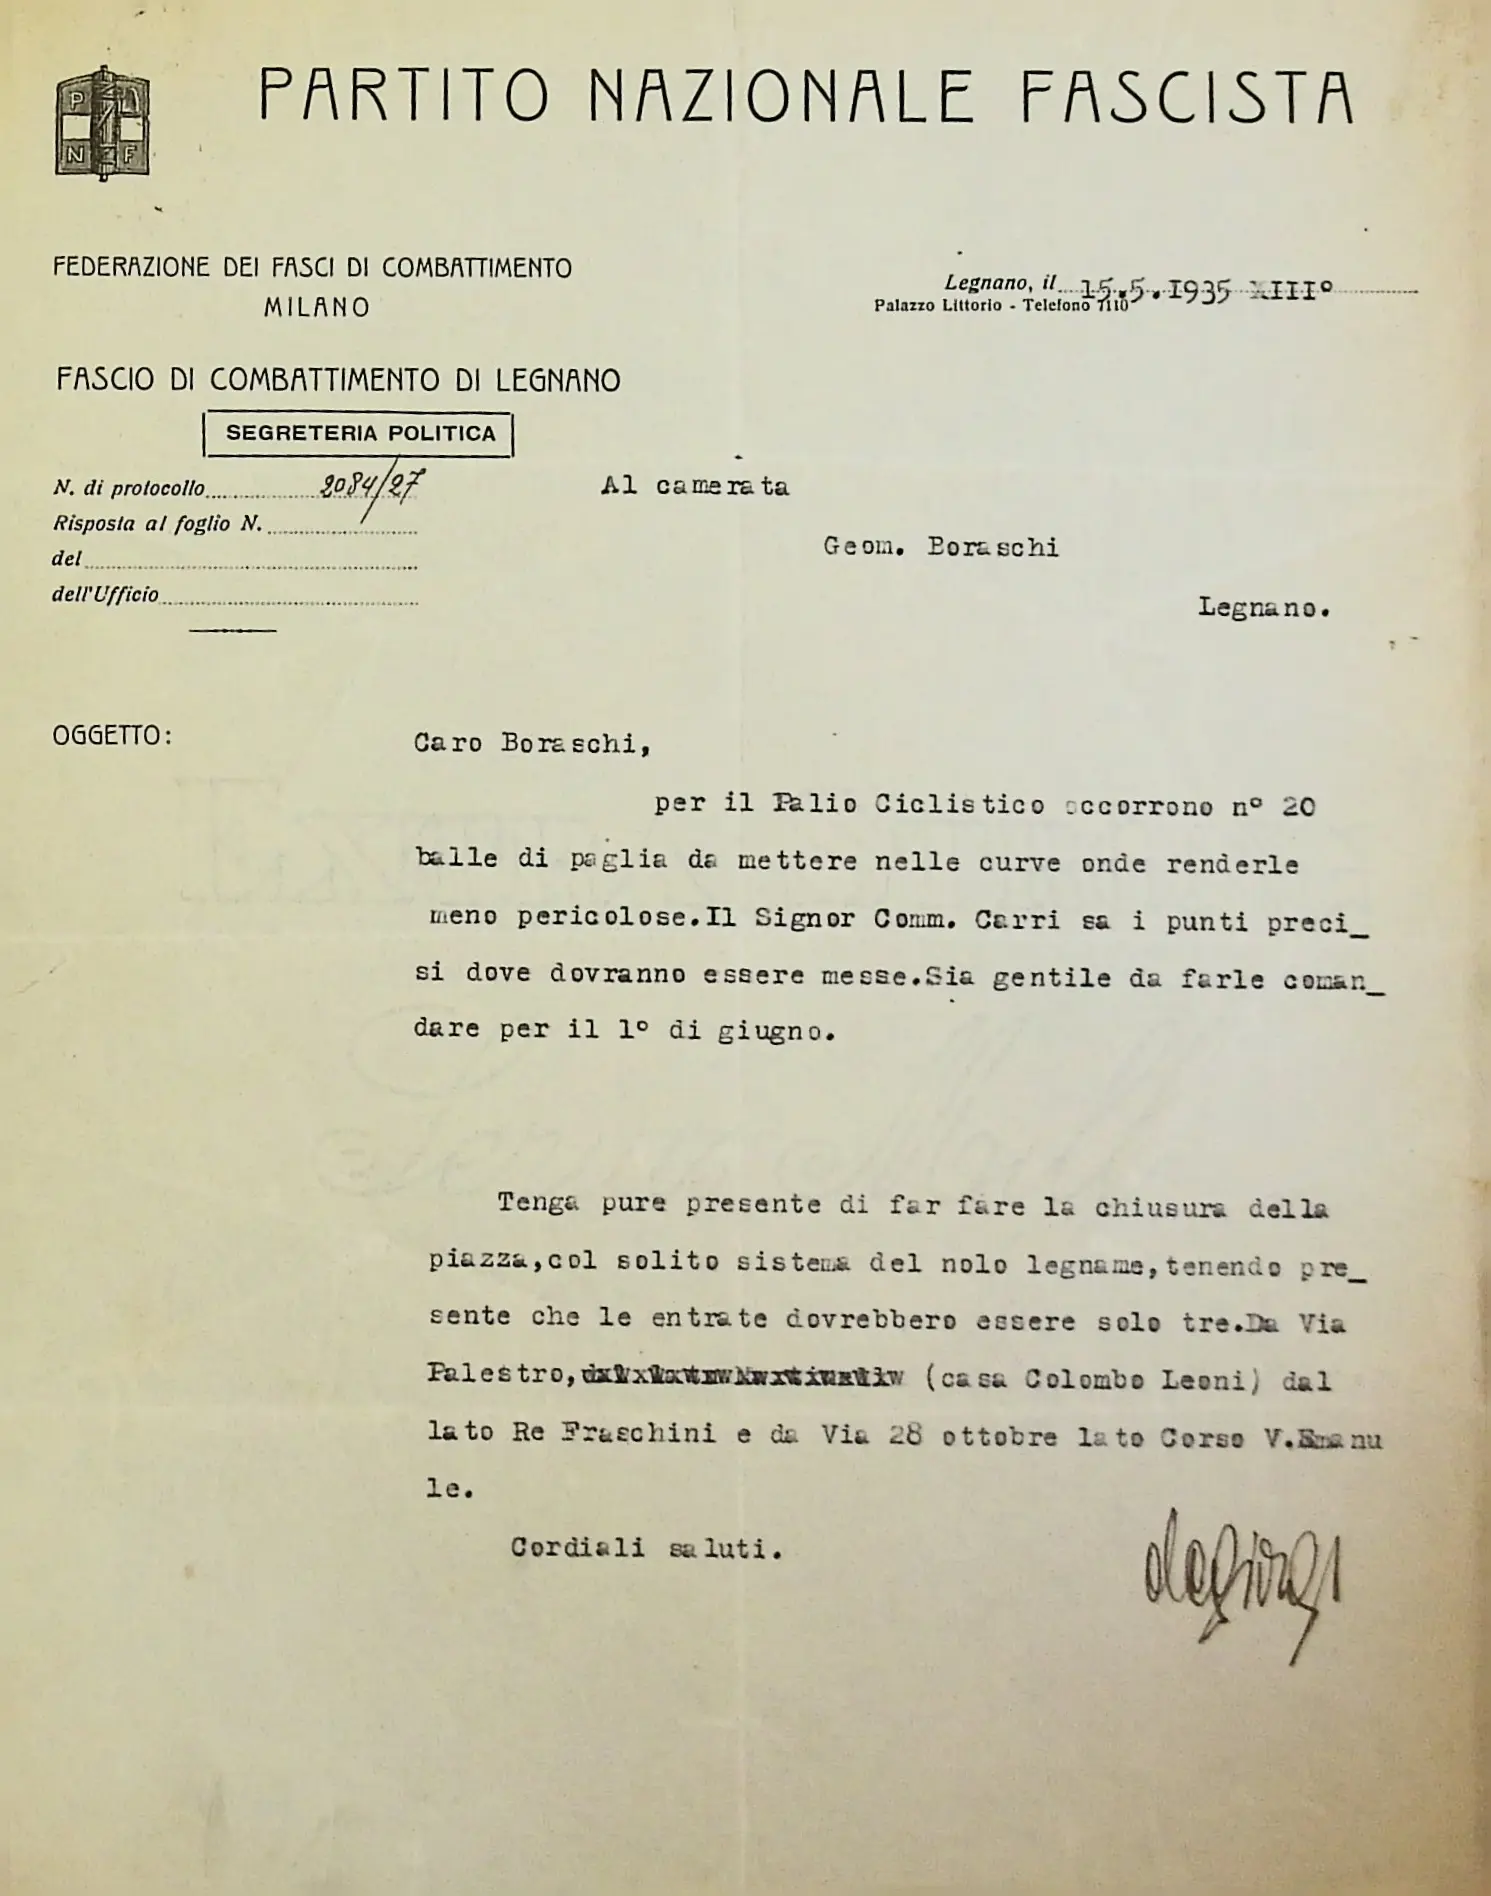 P
N F
PARTITO NAZIONALE FASCISTA
FEDERAZIONE DEI FASCI DI COMBATTIMENTO
MILANO
Legnano, il 15.5.1935 XIII°
Palazzo Littorio - Telefono 7110
FASCIO DI COMBATTIMENTO DI LEGNANO
SEGRETERIA POLITICA
N. di protocollo 2084/27
Risposta al foglio N.
del
dell'Ufficio
Al camerata
Geom. Boraschi
Legnano.
OGGETTO:
Caro Boraschi,
per il Palio Ciclistico occorrono n° 20
balle di paglia da mettere nelle curve onde renderle
meno pericolose.Il Signor Comm. Carri sa i punti preci_
si dove dovranno essere messe.Sia gentile da farle coman_
dare per il 1° di giugno.
Tenga pure presente di far fare la chiusura della
piazza,col solito sistema del nolo legname,tenendo pre_
sente che le entrate dovrebbero essere solo tre.Da Via
Palestro, (casa Colombo Leoni) dal
lato Re Fraschini e da Via 28 ottobre lato Corso V.Emanu
le.
Cordiali saluti.